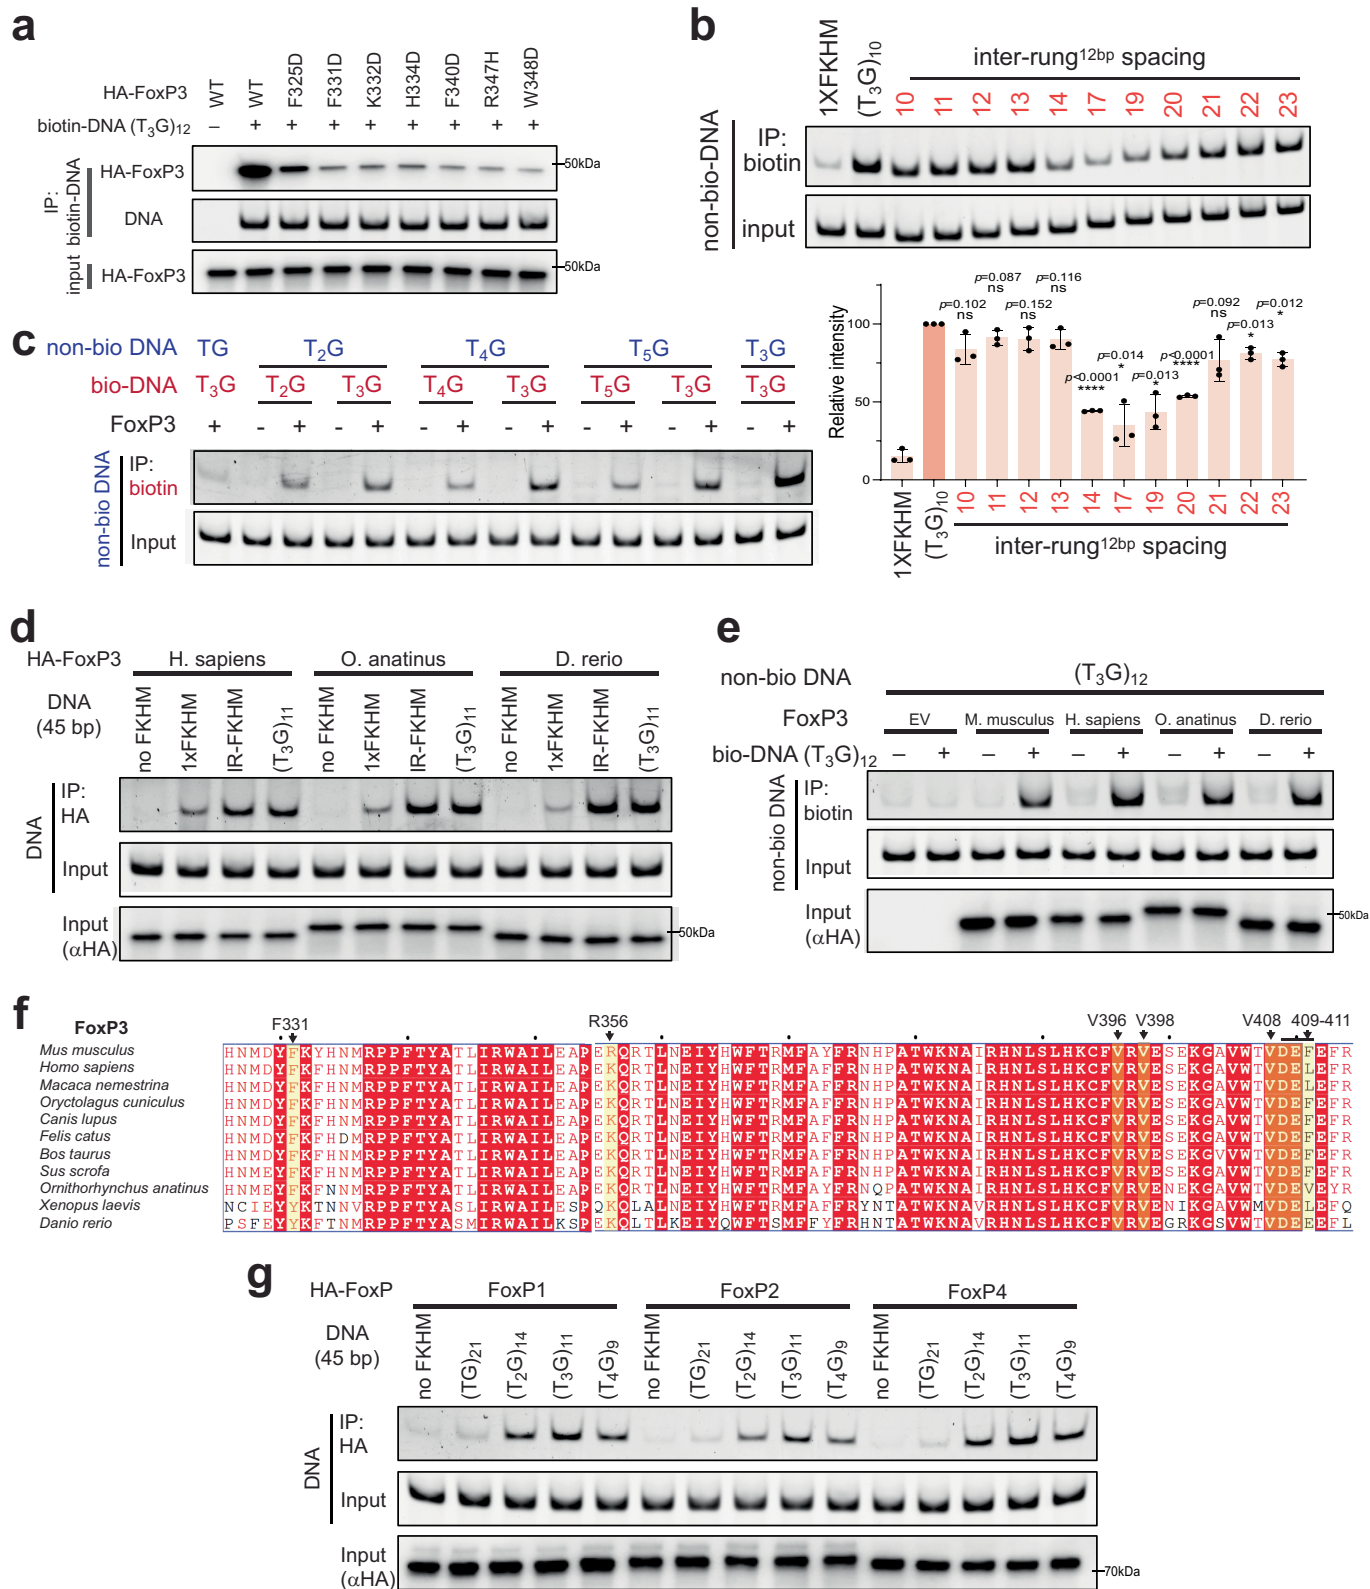 a
HA-FoxP3 WT WT F325D F331D K332D H334D F340D R347H W348D
biotin-DNA (T3G)12 – + + + + + + + +
IP: biotin-DNA
HA-FoxP3
50kDa
DNA
input
HA-FoxP3
50kDa
b
1XFKHM (T3G)10
inter-rung12bp spacing
10 11 12 13 14 17 19 20 21 22 23
non-bio-DNA
IP:
biotin
input
Relative intensity
100
50
0
p=0.102
ns
p=0.087
ns
p=0.152
ns
p=0.116
ns
p<0.0001
****
p=0.014
*
p=0.013
*
p<0.0001
****
p=0.092
ns
p=0.013
*
p=0.012
*
1XFKHM (T3G)10 10 11 12 13 14 17 19 20 21 22 23
inter-rung12bp spacing
c
non-bio DNA TG T2G T4G T5G T3G
bio-DNA T3G T2G T3G T4G T3G T5G T3G T3G
FoxP3 + - + - + - + - + - + - + - +
non-bio DNA
IP:
biotin
Input
d
HA-FoxP3 H. sapiens O. anatinus D. rerio
DNA
(45 bp)
no FKHM 1xFKHM IR-FKHM (T3G)11 no FKHM 1xFKHM IR-FKHM (T3G)11 no FKHM 1xFKHM IR-FKHM (T3G)11
DNA
IP:
HA
Input
Input
(αHA)
50kDa
e
non-bio DNA (T3G)12
FoxP3 EV M. musculus H. sapiens O. anatinus D. rerio
bio-DNA (T3G)12 – + – + – + – + – +
non-bio DNA
IP:
biotin
Input
Input
(αHA)
50kDa
f
FoxP3 F331 R356 V396 V398 V408 409-411
Mus musculus HNMDYFKYHNMRPPFTYATLIRWAILEAPERQRTLNEIYHWFTRMFAYFRNHPATWKNAIRHNLSLHKCFVRVESEKGAVWTVDEFEFR
Homo sapiens HNMDYFKFHNMRPPFTYATLIRWAILEAPEKQRTLNEIYHWFTRMFAFFRNHPATWKNAIRHNLSLHKCFVRVESEKGAVWTVDELEFR
Macaca nemestrina HNMDYFKFHNMRPPFTYATLIRWAILEAPEKQRTLNEIYHWFTRMFAFFRNHPATWKNAIRHNLSLHKCFVRVESEKGAVWTVDELEFR
Oryctolagus cuniculus HNMDYFKFHNMRPPFTYATLIRWAILEAPEKQRTLNEIYHWFTRMFAFFRNHPATWKNAIRHNLSLHKCFVRVESEKGAVWTVDEFEFR
Canis lupus HNMDYFKFHNMRPPFTYATLIRWAILEAPEKQRTLNEIYHWFTRMFAFFRNHPATWKNAIRHNLSLHKCFVRVESEKGAVWTVDEFEFR
Felis catus HNMDYFKFHDMRPPFTYATLIRWAILEAPEKQRTLNEIYHWFTRMFAFFRNHPATWKNAIRHNLSLHKCFVRVESEKGAVWTVDEFEFR
Bos taurus HNMDYFKFHNMRPPFTYATLIRWAILEAPEKQRTLNEIYHWFTRMFAFFRNHPATWKNAIRHNLSLHKCFVRVESEKGVVWTVDEFEFR
Sus scrofa HNMEYFKFHNMRPPFTYATLIRWAILEAPEKQRTLNEIYHWFTRMFAFFRNHPATWKNAIRHNLSLHKCFVRVESEKGAVWTVDEFEFR
Ornithorhynchus anatinus HNMEYFKFNNMRPPFTYASLIRWAILEAPEKQRTLNEIYHWFTRMFAFFRNQPATWKNAIRHNLSLHKCFVRVESEKGAVWTVDEVEYR
Xenopus laevis NCIEYYKTNNVRPPFTYASLIRWAILESPQKQLALNEIYHWFTRMFAFFRYNTATWKNAIRHNLSLHKCFVRVENIKGAVWMVDELEFQ
Danio rerio PSFEYYKFTNMRPPFTYASMIRWAILKSPEKQLTLKEIYQWFTSMFFYFRHNTATWKNAVRHNLSLHKCFVRVEGRKGSVWTVDEEEFL
g
HA-FoxP FoxP1 FoxP2 FoxP4
DNA
(45 bp)
no FKHM (TG)21 (T2G)14 (T3G)11 (T4G)9 no FKHM (TG)21 (T2G)14 (T3G)11 (T4G)9 no FKHM (TG)21 (T2G)14 (T3G)11 (T4G)9
DNA
IP:
HA
Input
Input
(αHA)
70kDa